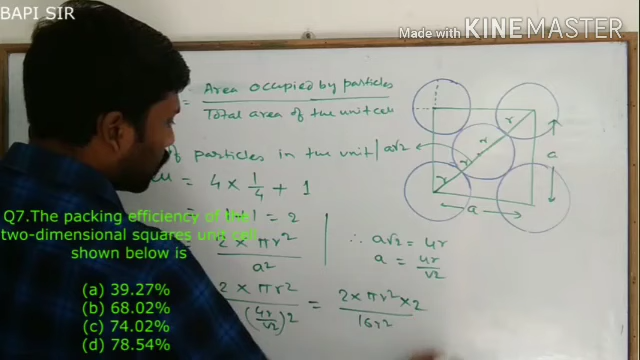 BAPI SIR
Made with KINEMASTER
= Area occupied by particles / Total area of the unit cell
of particles in the unit
= 4 × 1/4 + 1
= 1+1 = 2
2 × πr² / a²
2 × πr² / (4r/√2)² = 2 × πr² × 2 / 16r²
∴ a√2 = 4r
a = 4r/√2
a√2
r
r
r
r
a
a
Q7.The packing efficiency of the
two-dimensional squares unit cell
shown below is
(a) 39.27%
(b) 68.02%
(c) 74.02%
(d) 78.54%